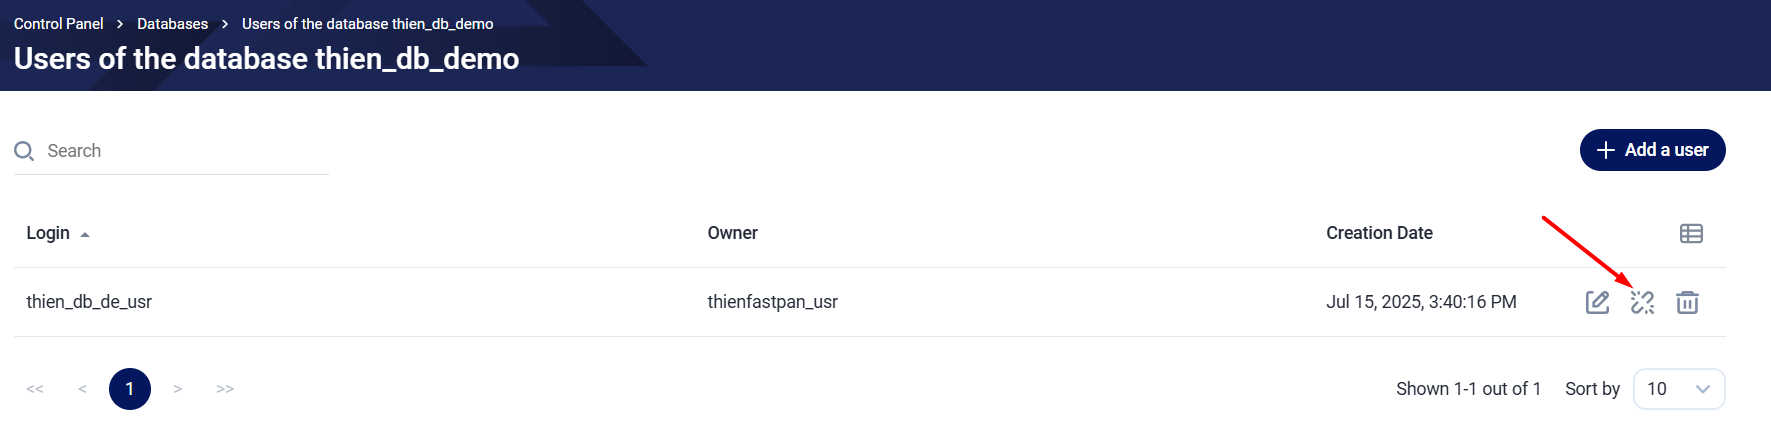 Control Panel > Databases > Users of the database thien_db_demo
Users of the database thien_db_demo
Search
+ Add a user
Login Owner Creation Date
thien_db_de_usr thienfastpan_usr Jul 15, 2025, 3:40:16 PM
<< < 1 > >> Shown 1-1 out of 1 Sort by 10